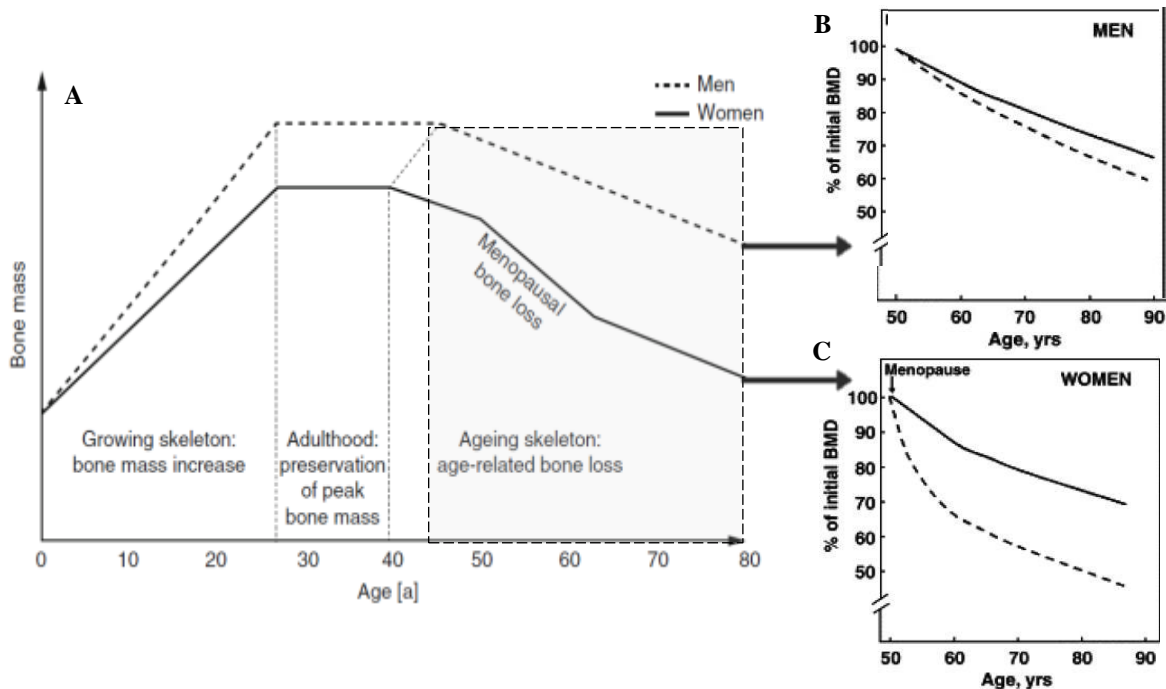 A
Men
Women
Bone mass
Menopausal
bone loss
Growing skeleton:
bone mass increase
Adulthood:
preservation
of peak
bone mass
Ageing skeleton:
age-related bone loss
0 10 20 30 40 50 60 70 80
Age [a]
B
MEN
% of initial BMD
100
90
80
70
60
50
50 60 70 80 90
Age, yrs
C
Menopause
WOMEN
% of initial BMD
100
90
80
70
60
50
50 60 70 80 90
Age, yrs